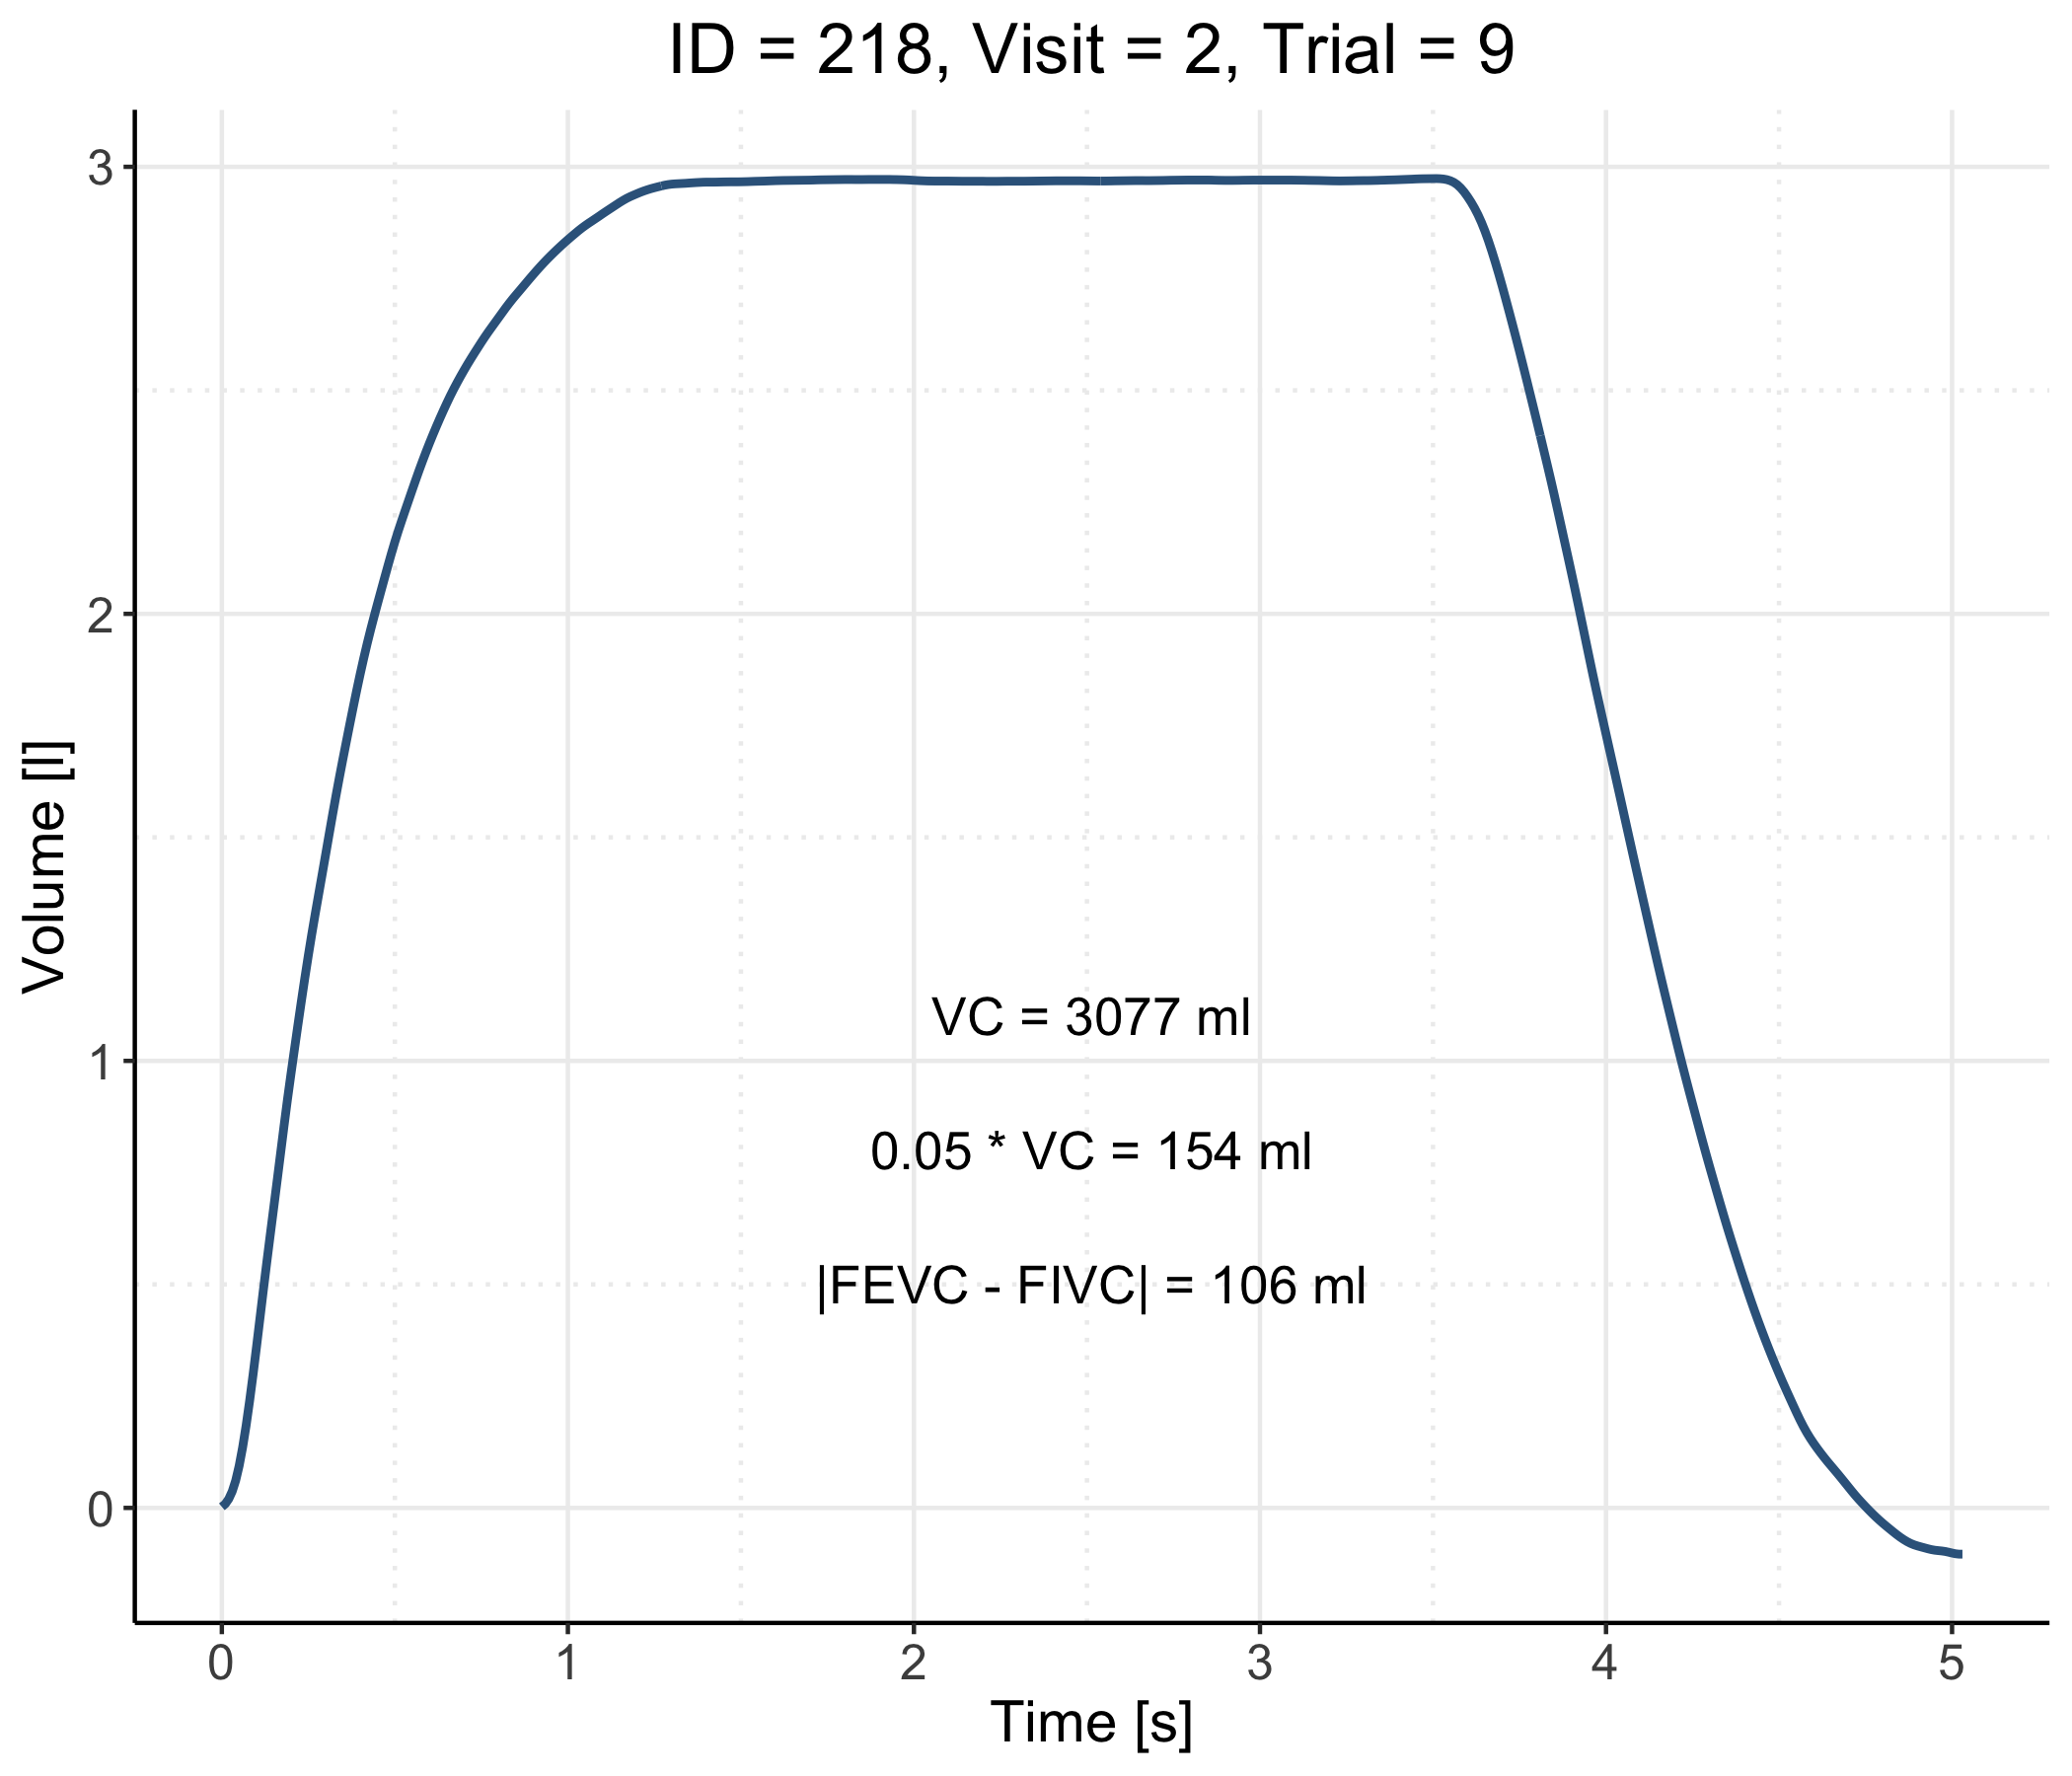 ID = 218, Visit = 2, Trial = 9
3
2
1
0
Volume [l]
VC = 3077 ml
0.05 * VC = 154 ml
|FEVC - FIVC| = 106 ml
0 1 2 3 4 5
Time [s]